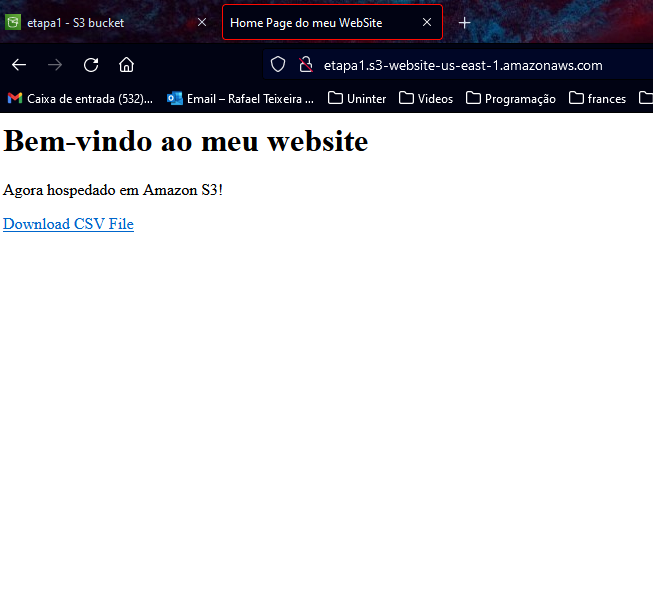 etapa1 - S3 bucket
Home Page do meu WebSite
etapa1.s3-website-us-east-1.amazonaws.com
Caixa de entrada (532)... Email – Rafael Teixeira ... Uninter Videos Programação frances
Bem-vindo ao meu website
Agora hospedado em Amazon S3!
Download CSV File